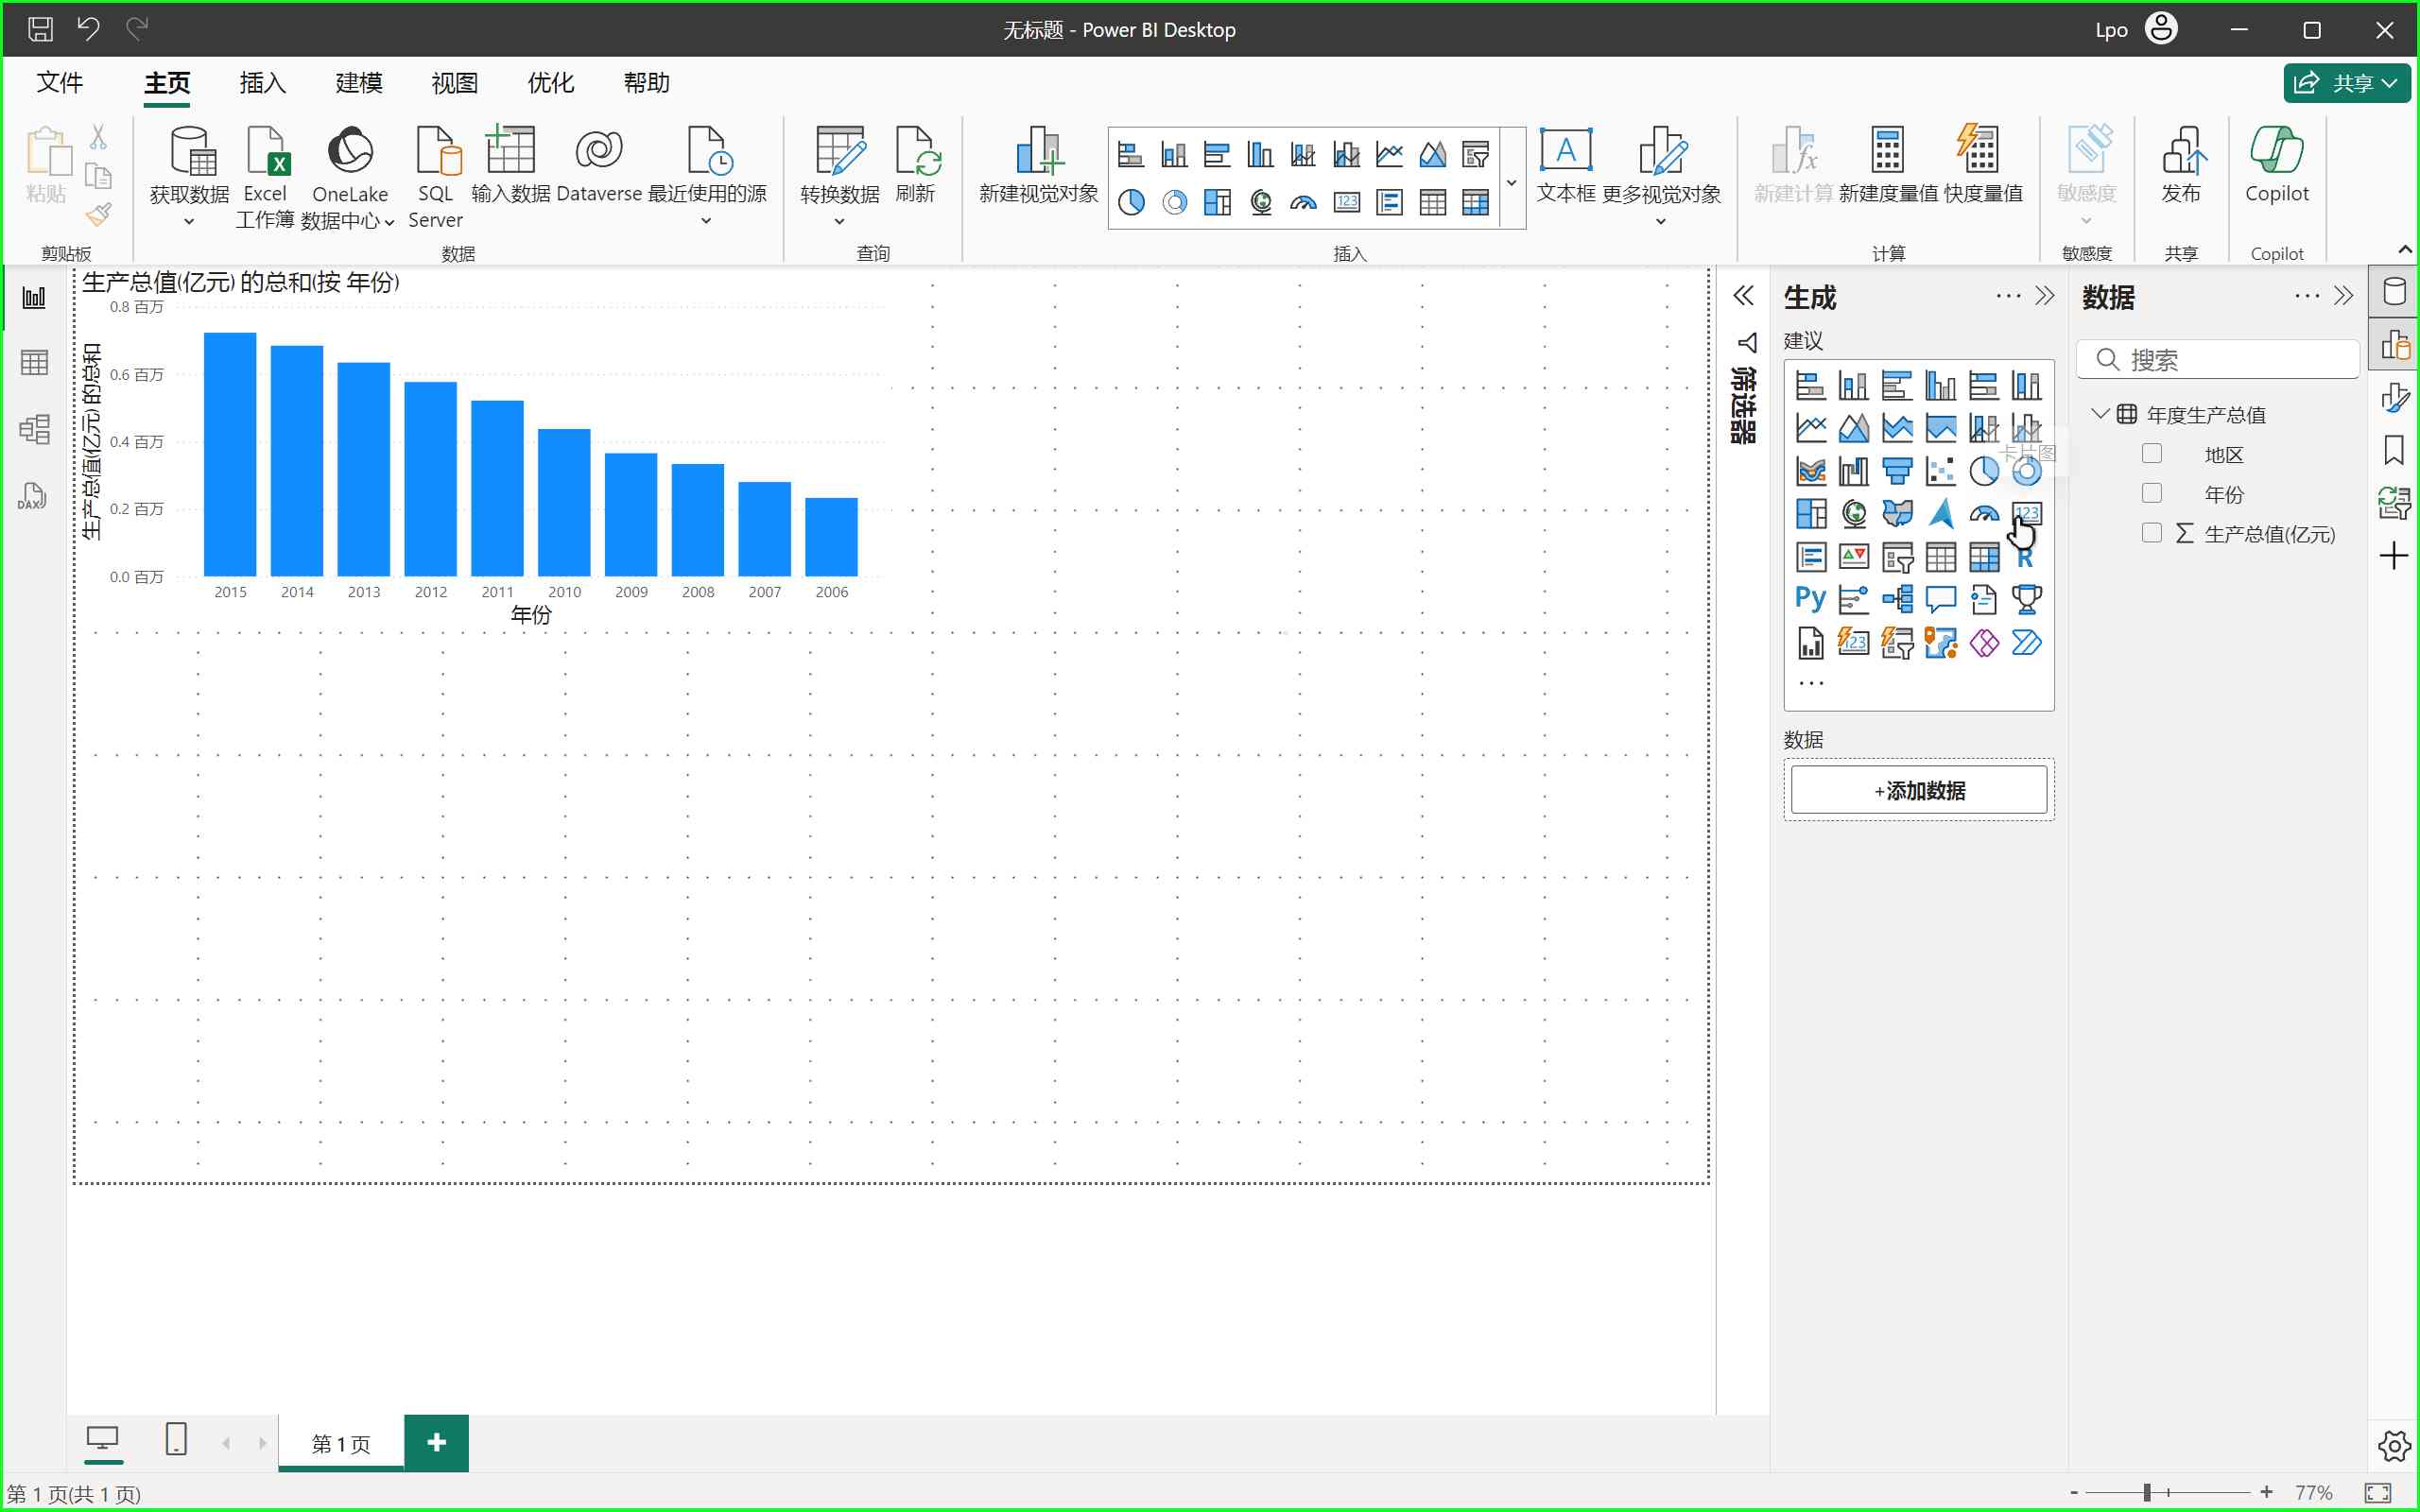 无标题 - Power BI Desktop
Lpo
文件
主页
插入
建模
视图
优化
帮助
共享
粘贴
获取数据
Excel
工作簿
OneLake
数据中心
SQL
Server
输入数据
Dataverse
最近使用的源
转换数据
刷新
新建视觉对象
文本框
更多视觉对象
新建计算
新建度量值
快度量值
敏感度
发布
Copilot
剪贴板
数据
查询
插入
计算
敏感度
共享
Copilot
生产总值(亿元) 的总和(按 年份)
生产总值(亿元) 的总和
0.8 百万
0.6 百万
0.4 百万
0.2 百万
0.0 百万
2015
2014
2013
2012
2011
2010
2009
2008
2007
2006
年份
筛选器
生成
建议
卡片图
123
R
Py
123
数据
+添加数据
数据
搜索
年度生产总值
地区
年份
∑ 生产总值(亿元)
DAX
第 1 页
第 1 页(共 1 页)
- + 77%